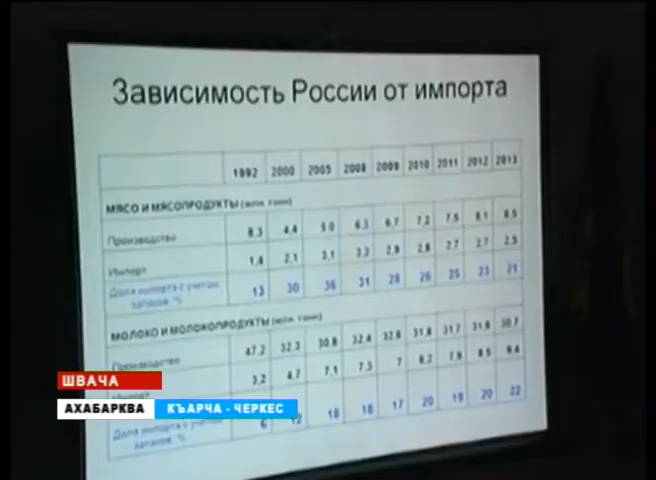 Зависимость России от импорта
1992 2000 2005 2008 2009 2010 2011 2012 2013
МЯСО И МЯСОПРОДУКТЫ (млн. тонн)
Производство 8,3 4,4 5,0 6,3 6,7 7,2 7,5 8,1 8,5
Импорт 1,4 2,1 3,1 3,2 2,9 2,8 2,7 2,7 2,5
Доля импорта с учетом 13 30 36 31 28 26 25 23 21
запасов %
МОЛОКО И МОЛОКОПРОДУКТЫ (млн. тонн)
Производство 47,2 32,3 30,8 32,4 32,6 31,8 31,7 31,8 30,7
3,2 4,7 7,1 7,3 7 8,2 7,9 8,5 9,4
Доля импорта с учетом 6 12 18 18 17 20 19 20 22
запасов %
ШВАЧА
АХАБАРКВА КЪАРЧА - ЧЕРКЕС